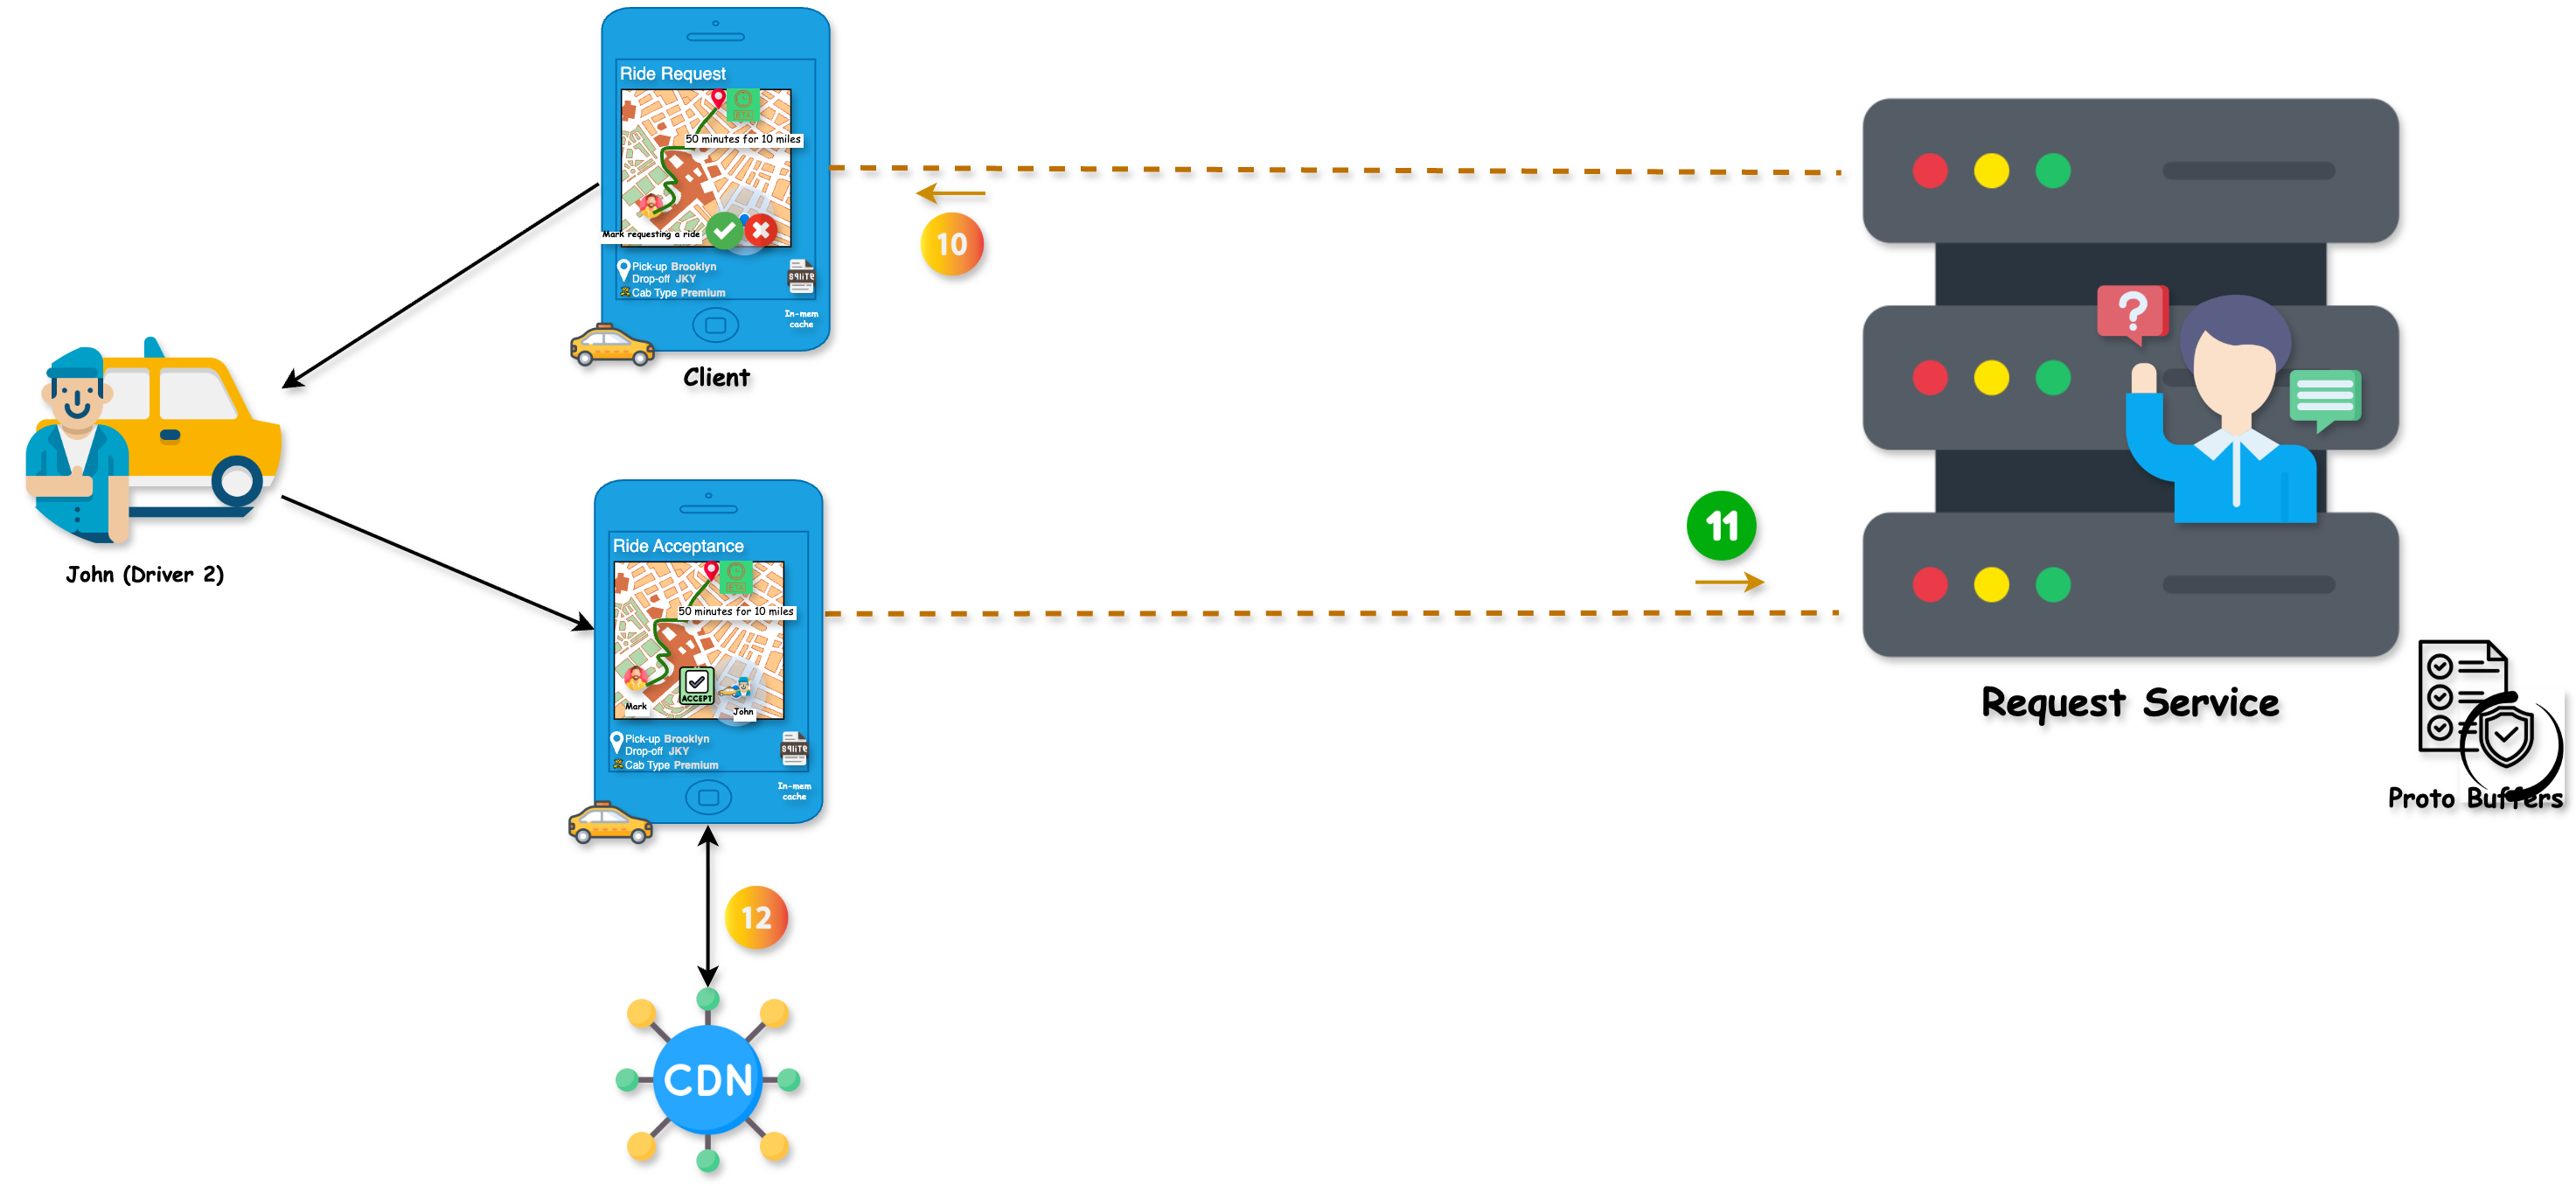 Ride Request
50 minutes for 10 miles
Mark requesting a ride
Pick-up Brooklyn
Drop-off JKY
Cab Type Premium
SQLite
In-mem
cache
Client
10
John (Driver 2)
Ride Acceptance
50 minutes for 10 miles
ACCEPT
Mark
John
Pick-up Brooklyn
Drop-off JKY
Cab Type Premium
SQLite
In-mem
cache
11
?
Request Service
Proto Buffers
12
CDN